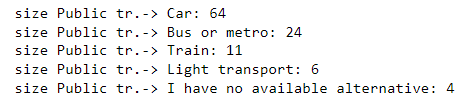 size Public tr.-> Car: 64
size Public tr.-> Bus or metro: 24
size Public tr.-> Train: 11
size Public tr.-> Light transport: 6
size Public tr.-> I have no available alternative: 4